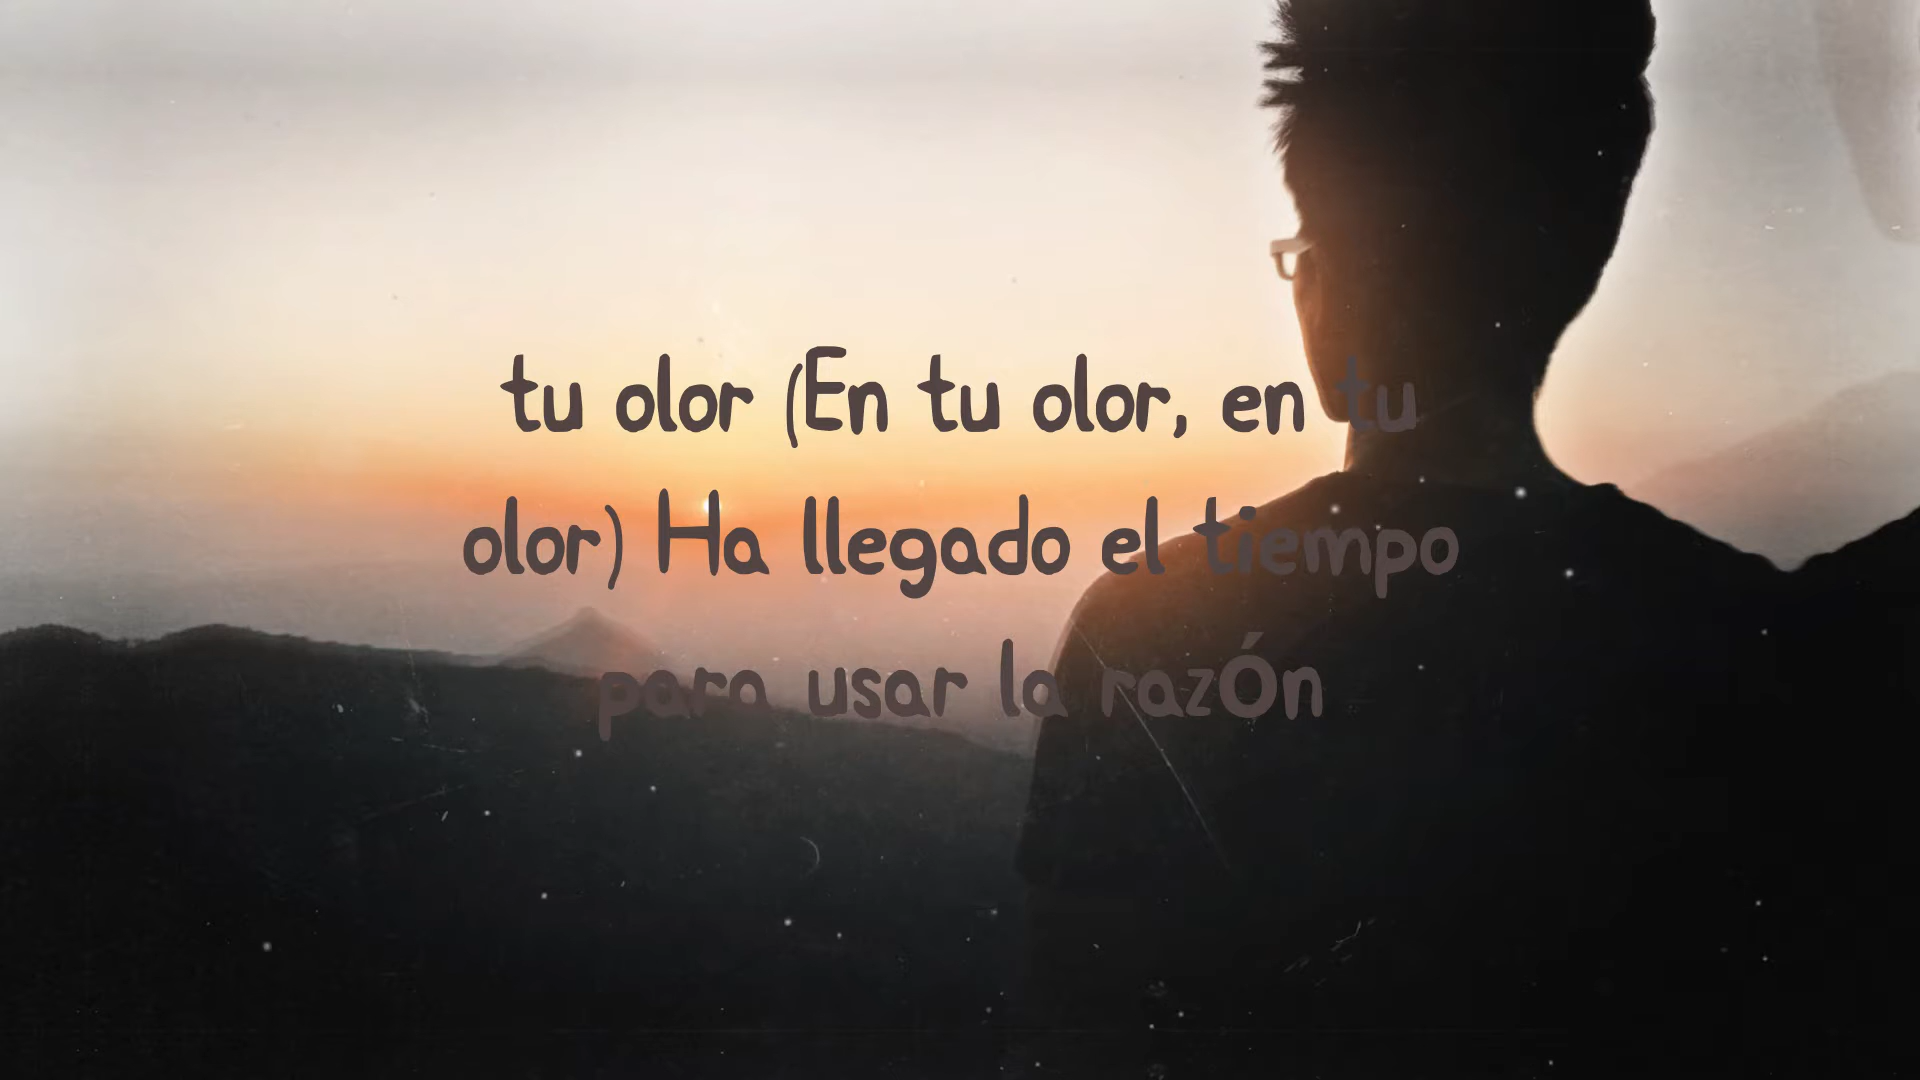 tu olor (En tu olor, en tu
olor) Ha llegado el tiempo
para usar la razón